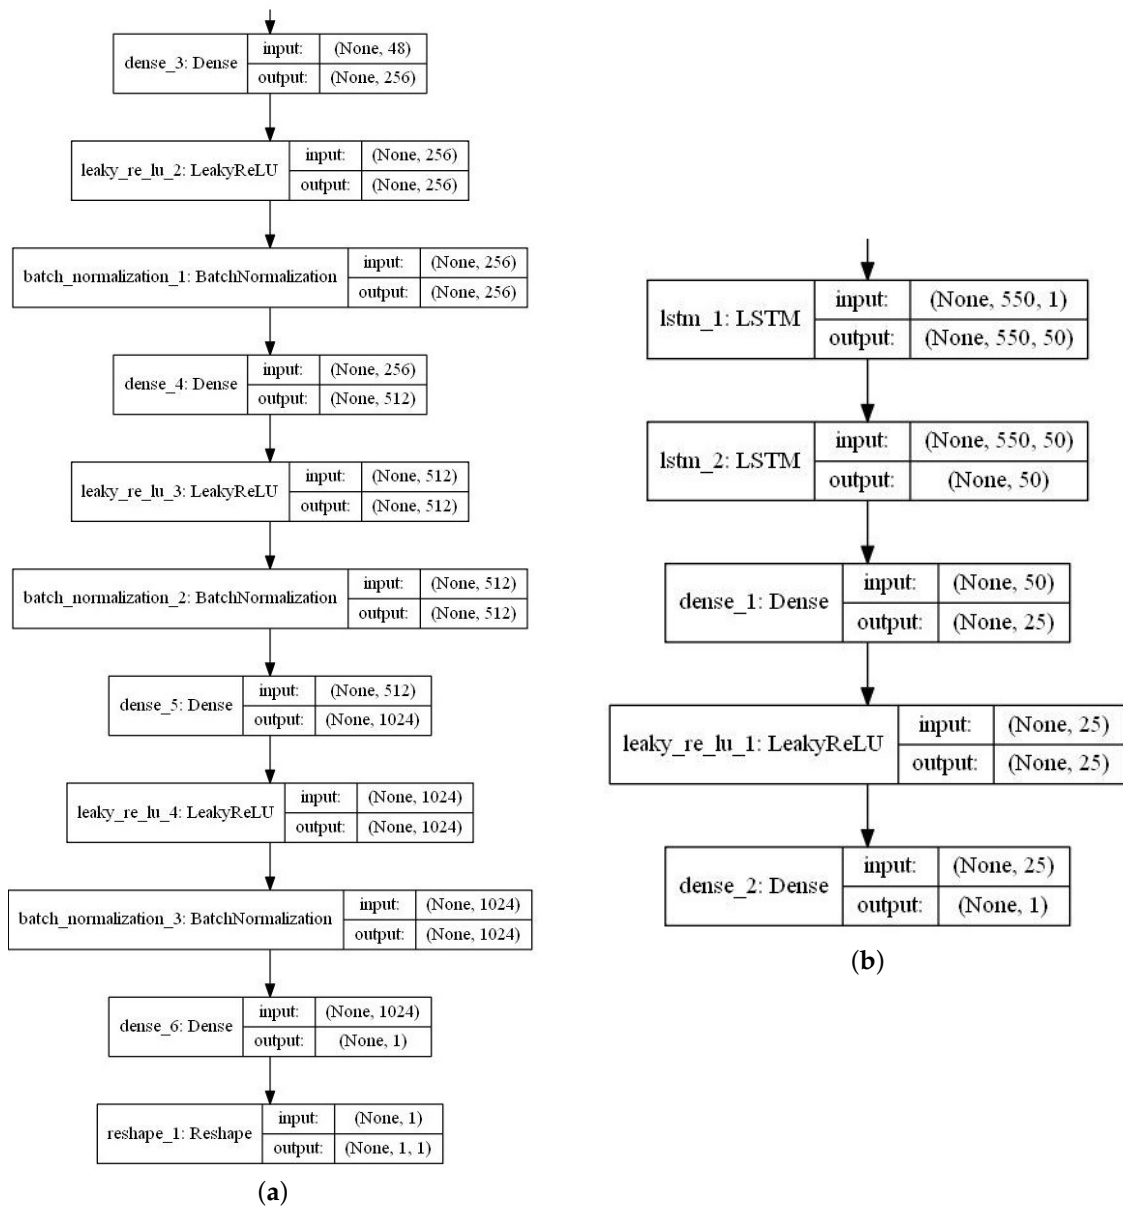 dense_3: Dense
input: (None, 48)
output: (None, 256)
leaky_re_lu_2: LeakyReLU
input: (None, 256)
output: (None, 256)
batch_normalization_1: BatchNormalization
input: (None, 256)
output: (None, 256)
dense_4: Dense
input: (None, 256)
output: (None, 512)
leaky_re_lu_3: LeakyReLU
input: (None, 512)
output: (None, 512)
batch_normalization_2: BatchNormalization
input: (None, 512)
output: (None, 512)
dense_5: Dense
input: (None, 512)
output: (None, 1024)
leaky_re_lu_4: LeakyReLU
input: (None, 1024)
output: (None, 1024)
batch_normalization_3: BatchNormalization
input: (None, 1024)
output: (None, 1024)
dense_6: Dense
input: (None, 1024)
output: (None, 1)
reshape_1: Reshape
input: (None, 1)
output: (None, 1, 1)
(a)
lstm_1: LSTM
input: (None, 550, 1)
output: (None, 550, 50)
lstm_2: LSTM
input: (None, 550, 50)
output: (None, 50)
dense_1: Dense
input: (None, 50)
output: (None, 25)
leaky_re_lu_1: LeakyReLU
input: (None, 25)
output: (None, 25)
dense_2: Dense
input: (None, 25)
output: (None, 1)
(b)